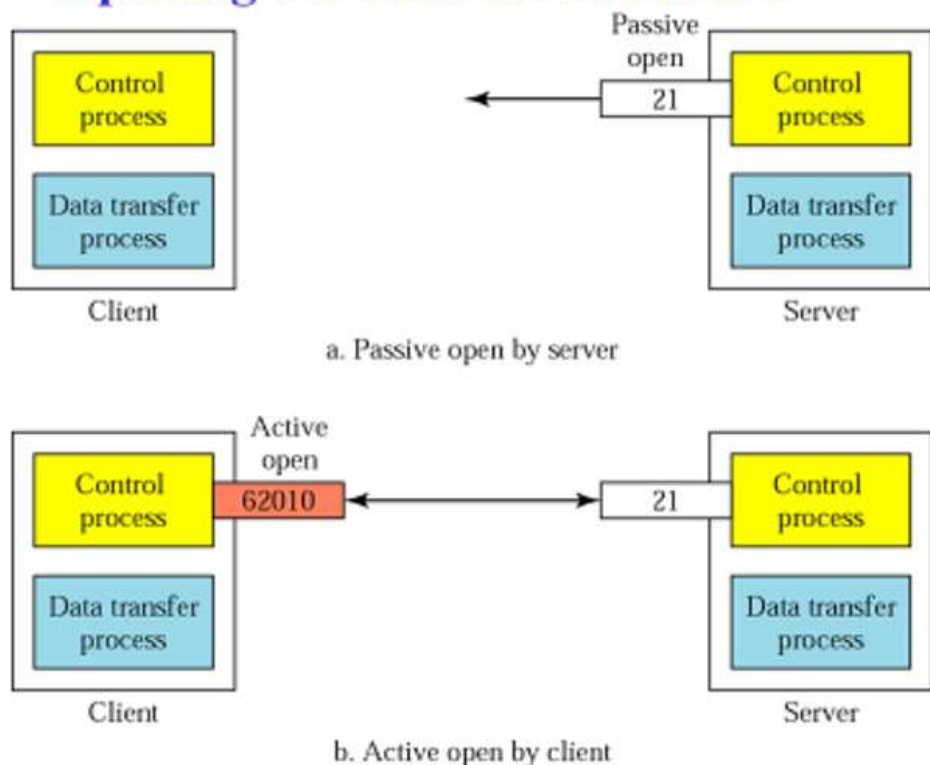 Passive
open
Control
process
21
Control
process
Data transfer
process
Data transfer
process
Client
Server
a. Passive open by server
Active
open
Control
process
62010
21
Control
process
Data transfer
process
Data transfer
process
Client
Server
b. Active open by client